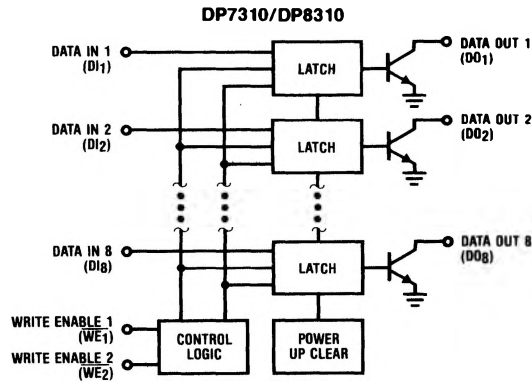 DP7310/DP8310
DATA IN 1
(DI1)
LATCH
DATA OUT 1
(DO1)
DATA IN 2
(DI2)
LATCH
DATA OUT 2
(DO2)
DATA IN 8
(DI8)
LATCH
DATA OUT 8
(DO8)
WRITE ENABLE 1
(W̅E̅1)
WRITE ENABLE 2
(W̅E̅2)
CONTROL
LOGIC
POWER
UP CLEAR